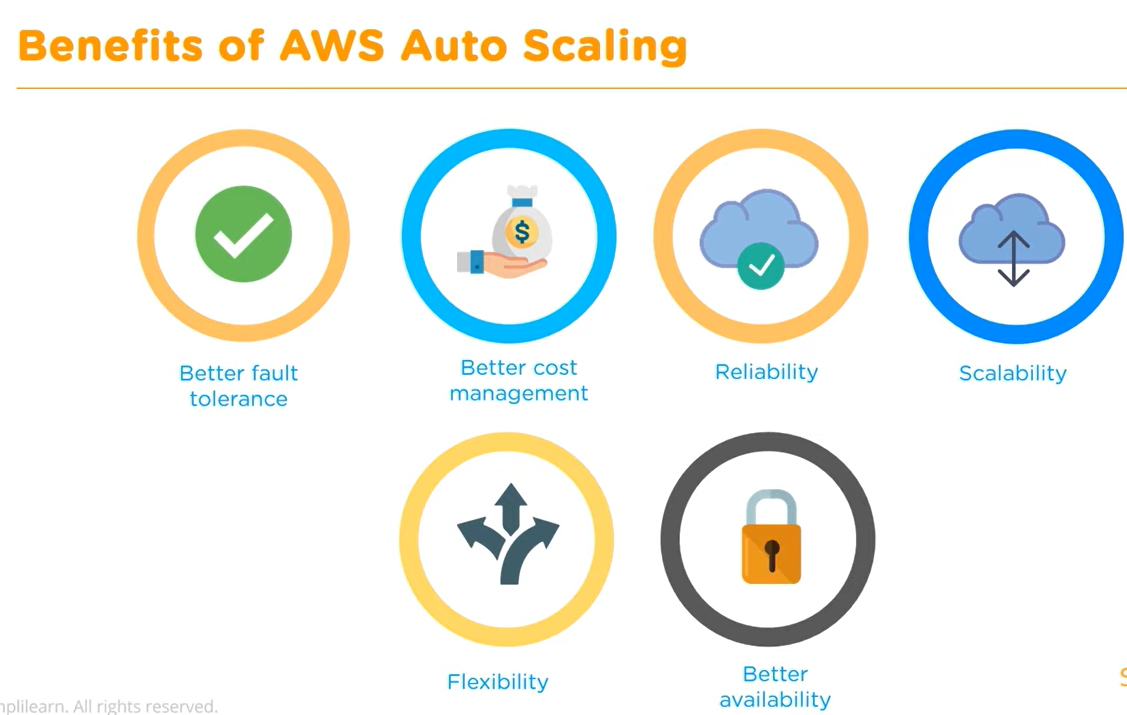 Benefits of AWS Auto Scaling
$
Better fault
tolerance
Better cost
management
Reliability
Scalability
Flexibility
Better
availability
nplilearn. All rights reserved.
S